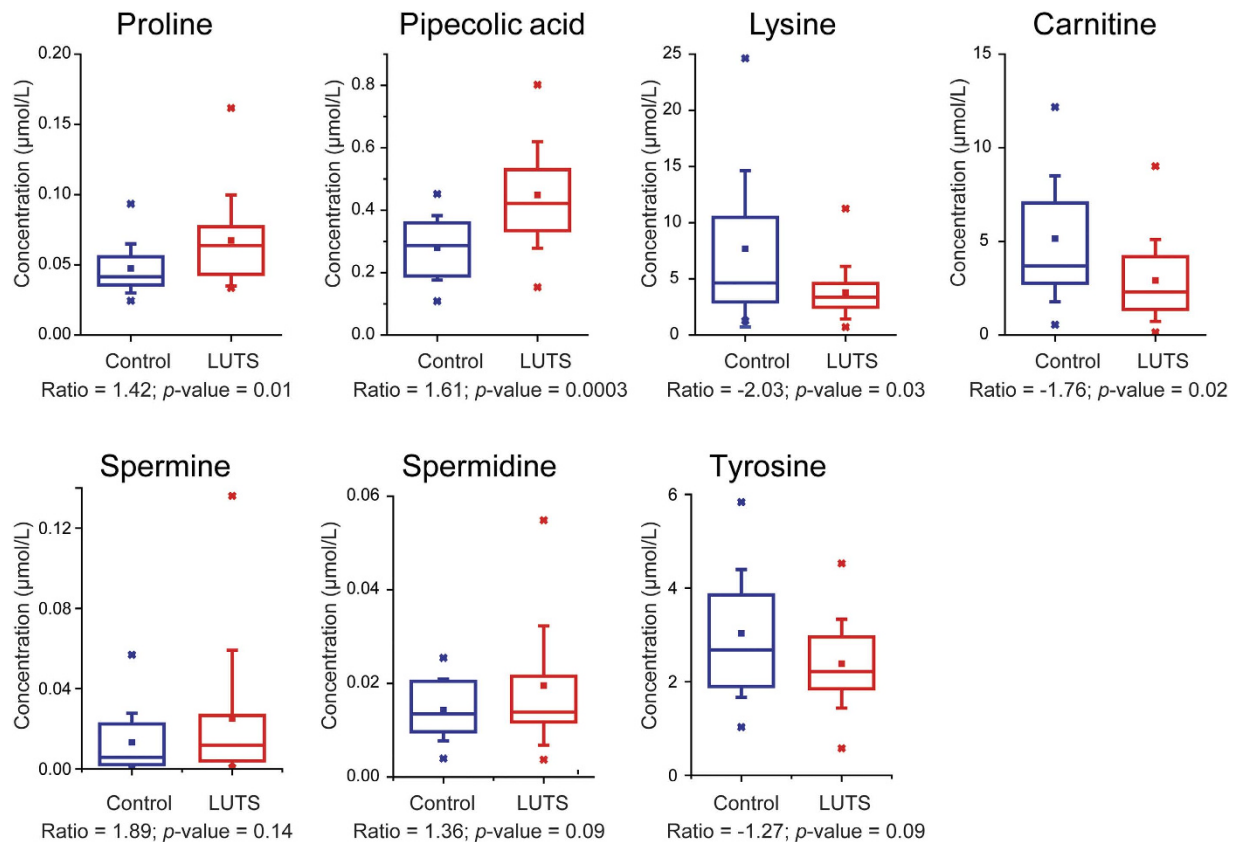 Proline
Pipecolic acid
Lysine
Carnitine
Concentration (µmol/L)
0.20
0.15
0.10
0.05
0.00
Control LUTS
Ratio = 1.42; p-value = 0.01
Concentration (µmol/L)
0.8
0.6
0.4
0.2
0.0
Control LUTS
Ratio = 1.61; p-value = 0.0003
Concentration (µmol/L)
25
20
15
10
5
0
Control LUTS
Ratio = -2.03; p-value = 0.03
Concentration (µmol/L)
15
10
5
0
Control LUTS
Ratio = -1.76; p-value = 0.02
Spermine
Spermidine
Tyrosine
Concentration (µmol/L)
0.12
0.08
0.04
0.00
Control LUTS
Ratio = 1.89; p-value = 0.14
Concentration (µmol/L)
0.06
0.04
0.02
0.00
Control LUTS
Ratio = 1.36; p-value = 0.09
Concentration (µmol/L)
6
4
2
0
Control LUTS
Ratio = -1.27; p-value = 0.09